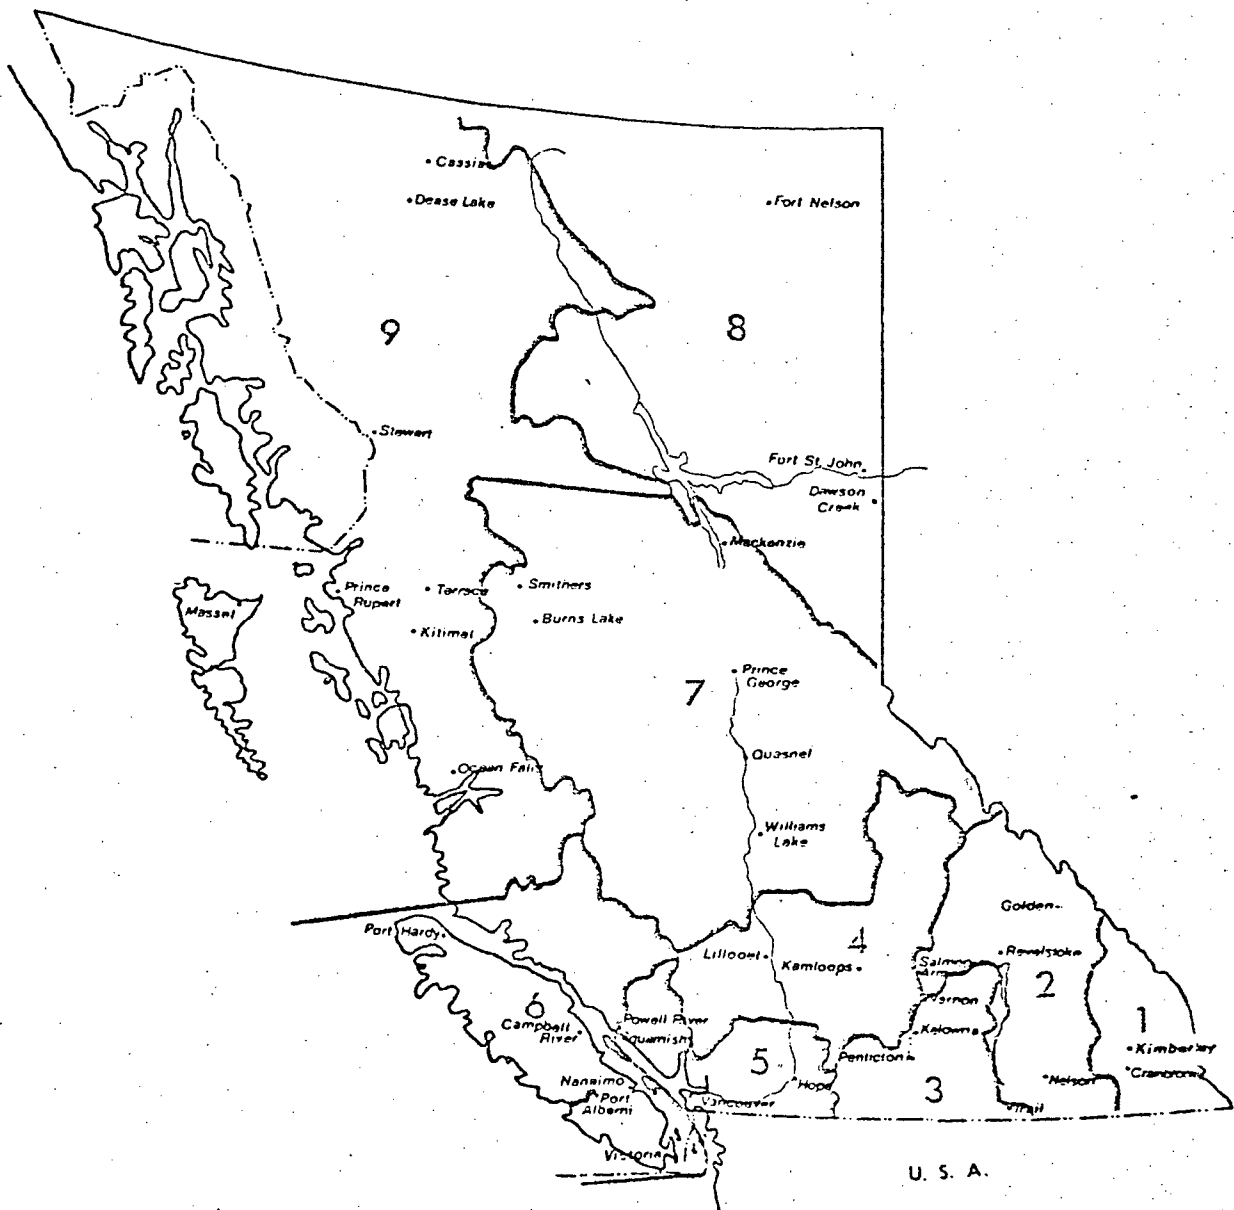 Cassia
Dease Lake
Fort Nelson
9
8
Stewart
Fort St. John
Dawson
Creek
Mackenzie
Prince
Rupert
Terrace
Smithers
Masset
Burns Lake
Kitimat
7
Prince
George
Quesnel
Ocean Falls
Williams
Lake
Golden
Port Hardy
4
Lillooet
Kamloops
Salmon
Arm
Revelstoke
2
6
Campbell
River
Powell River
Squamish
Vernon
Kelowna
1
Kimberley
5
Penticton
Cranbrook
Nanaimo
Port
Alberni
Hope
3
Nelson
Vancouver
Trail
Victoria
U. S. A.